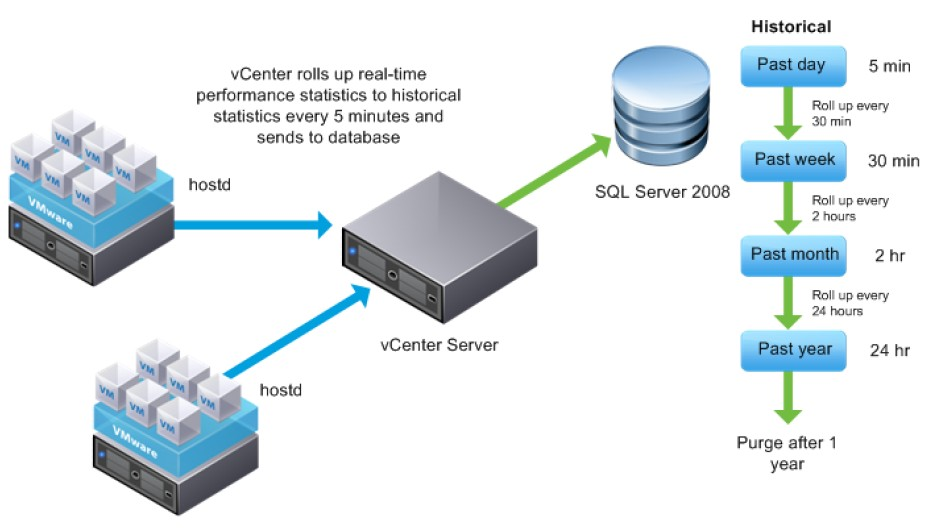 Historical
vCenter rolls up real-time
performance statistics to historical
statistics every 5 minutes and
sends to database
Past day
5 min
Roll up every
30 min
Past week
30 min
Roll up every
2 hours
Past month
2 hr
Roll up every
24 hours
Past year
24 hr
Purge after 1
year
SQL Server 2008
VM
VM
VM
VM
VM
VM
VMware
hostd
vCenter Server
VM
VM
VM
VM
VM
VM
VMware
hostd